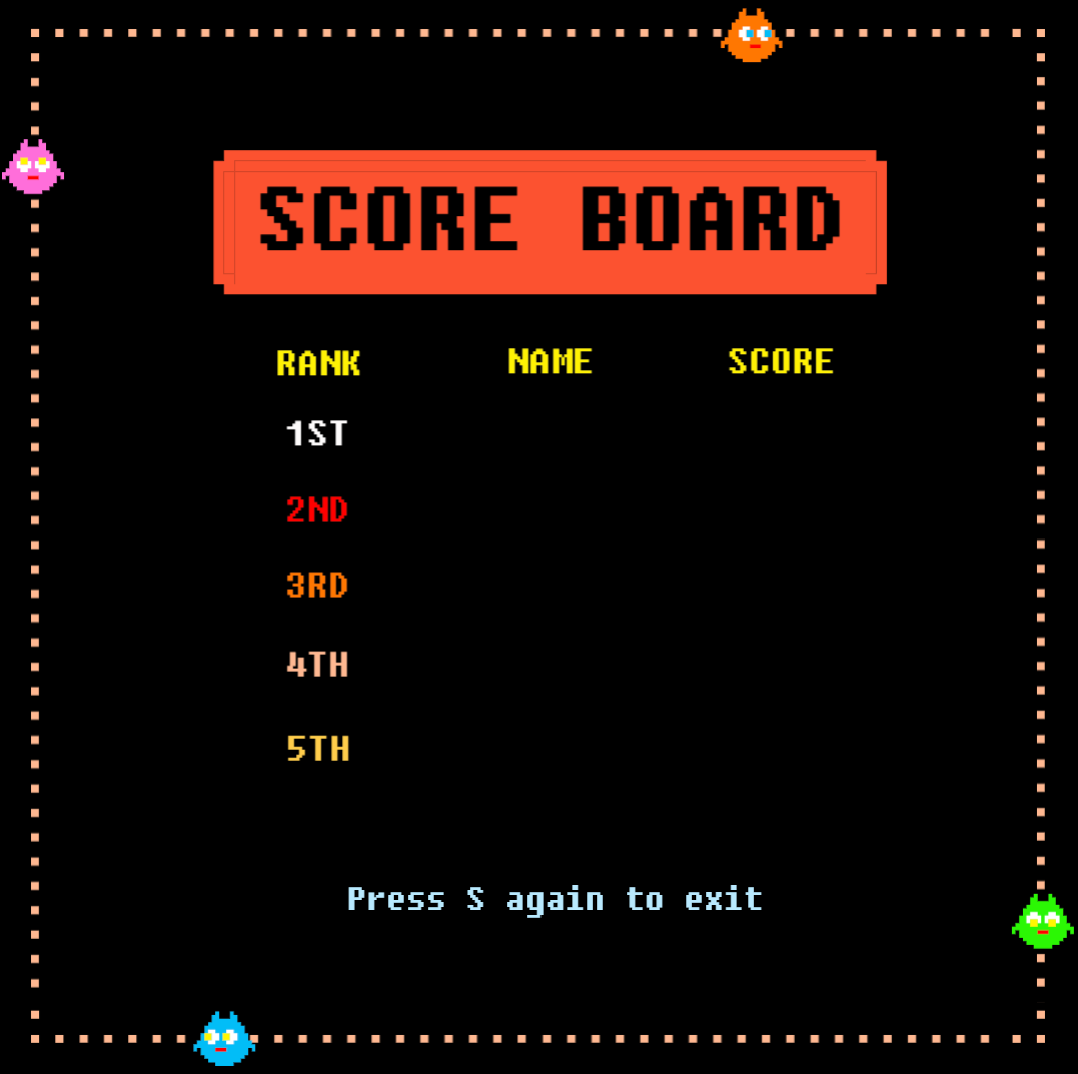 SCORE BOARD
RANK NAME SCORE
1ST
2ND
3RD
4TH
5TH
Press S again to exit